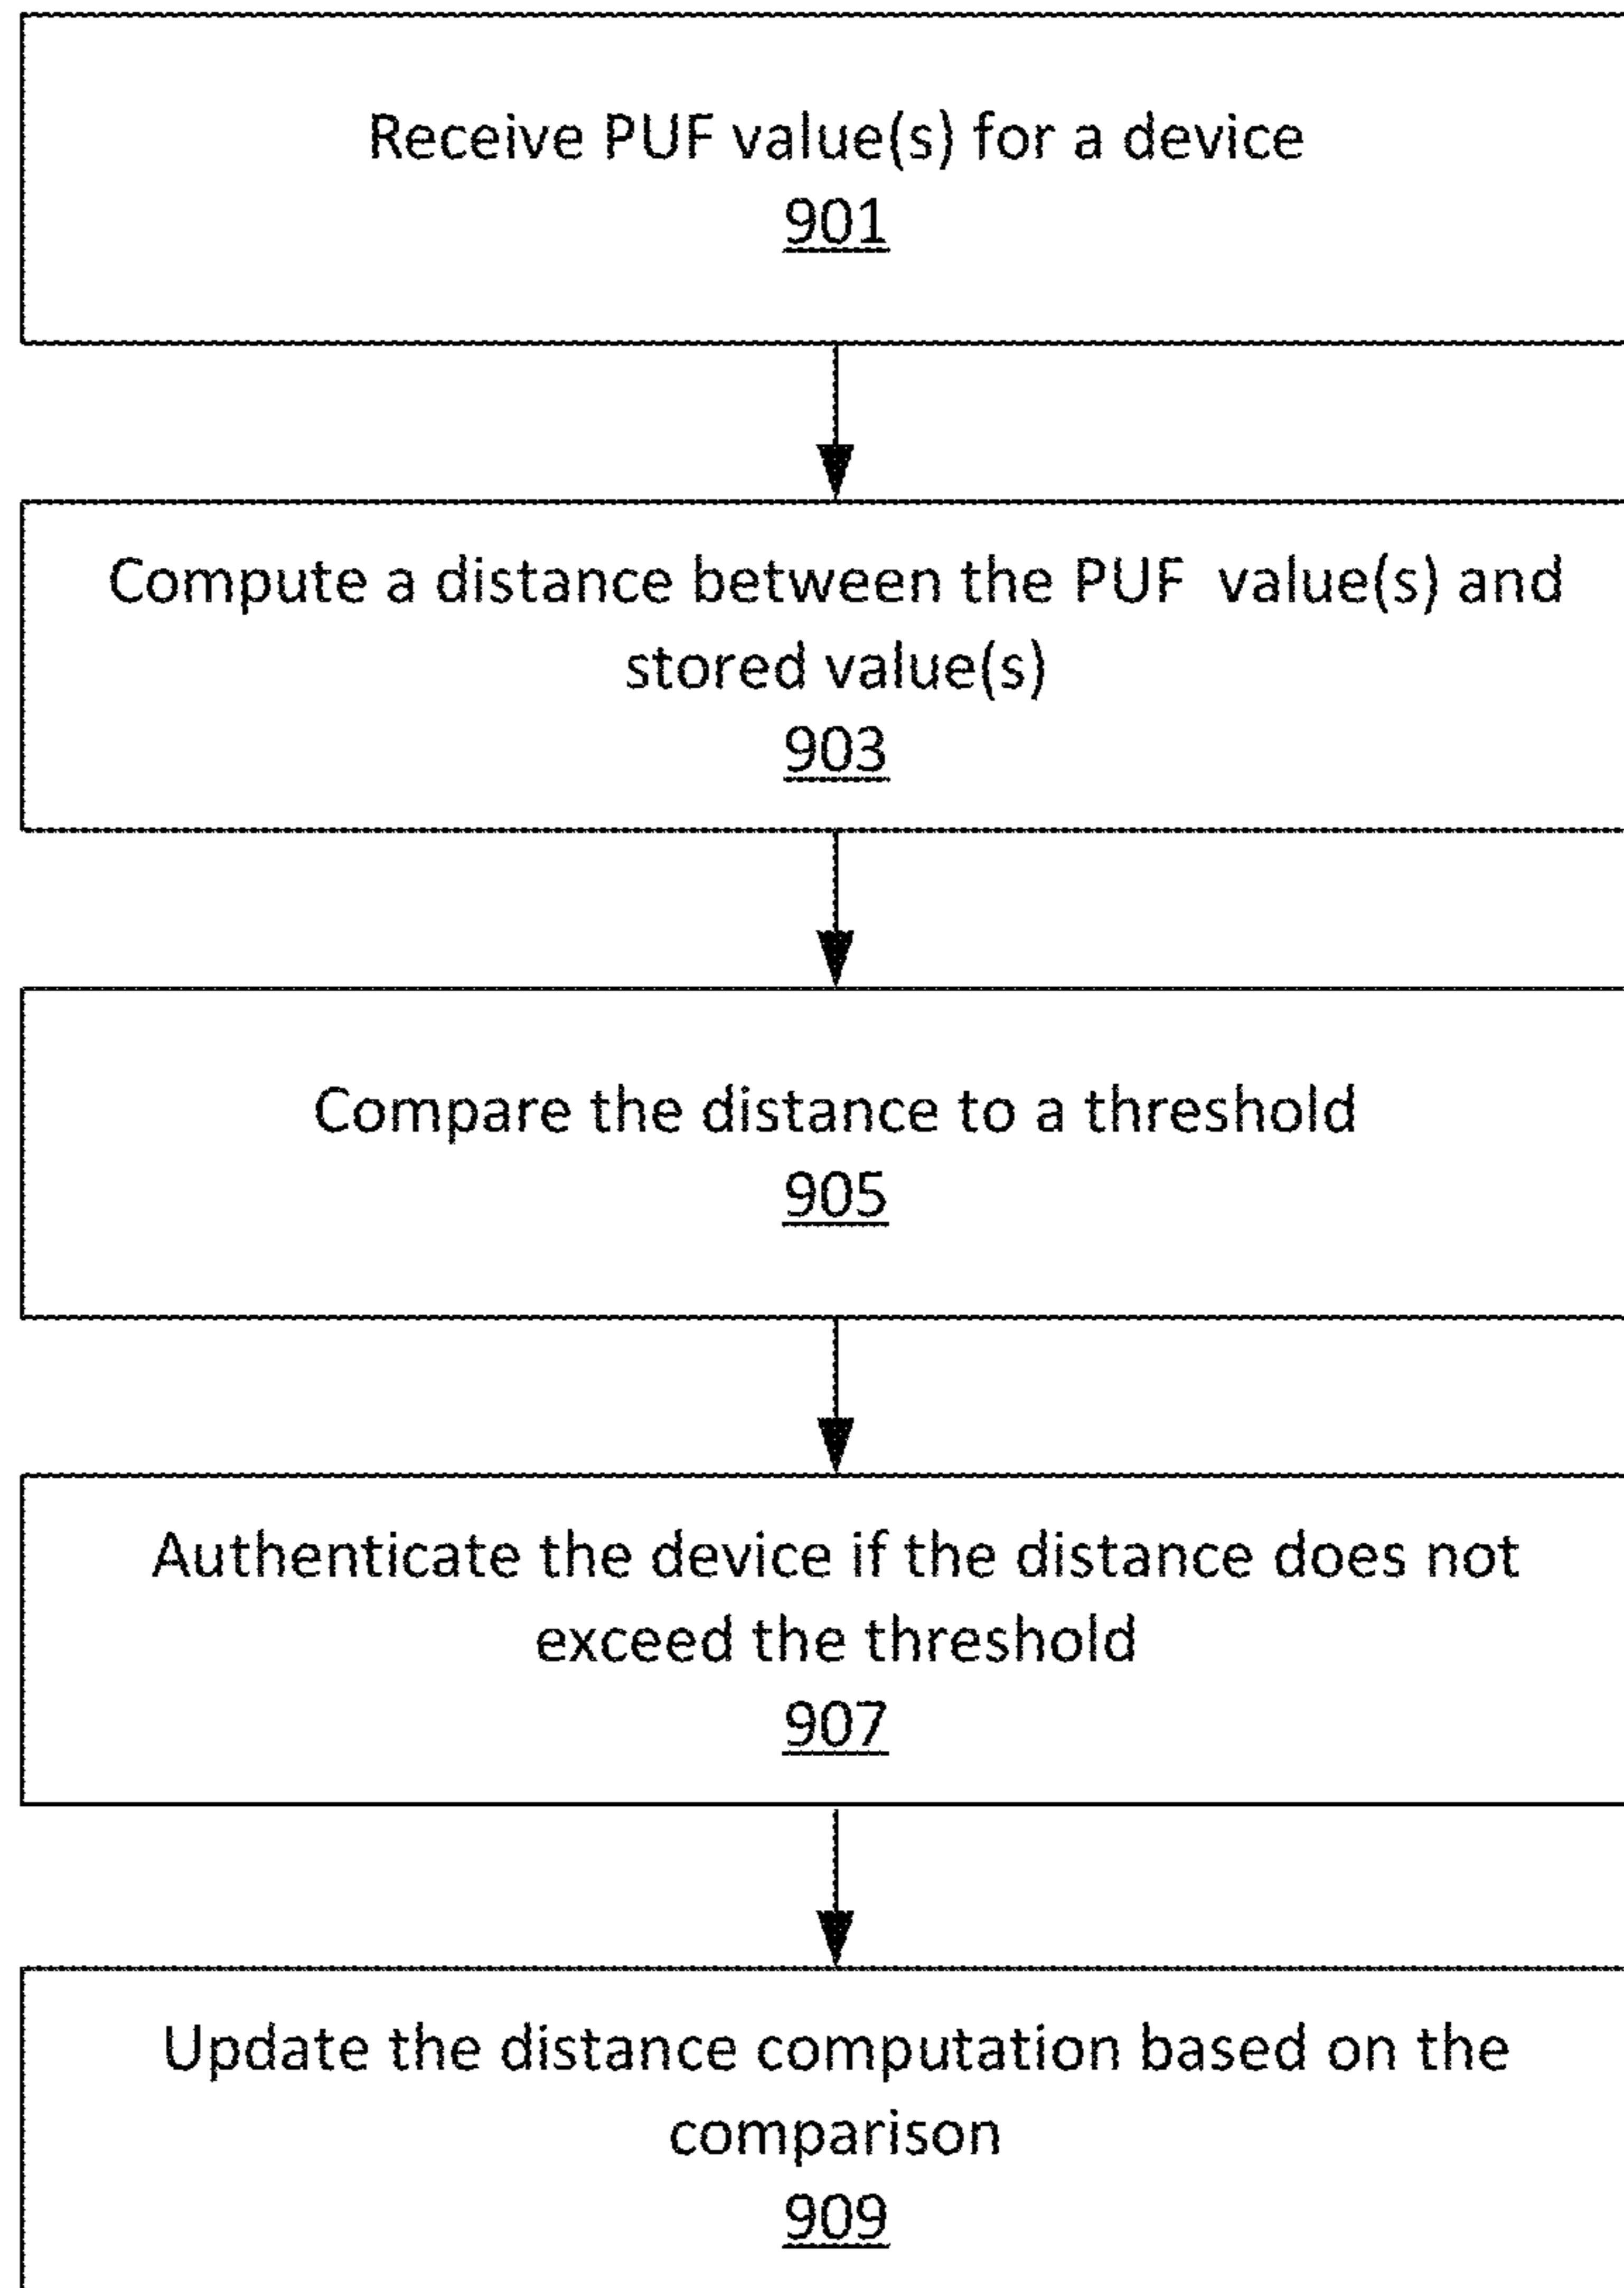 Receive PUF value(s) for a device
901
Compute a distance between the PUF value(s) and
stored value(s)
903
Compare the distance to a threshold
905
Authenticate the device if the distance does not
exceed the threshold
907
Update the distance computation based on the
comparison
909